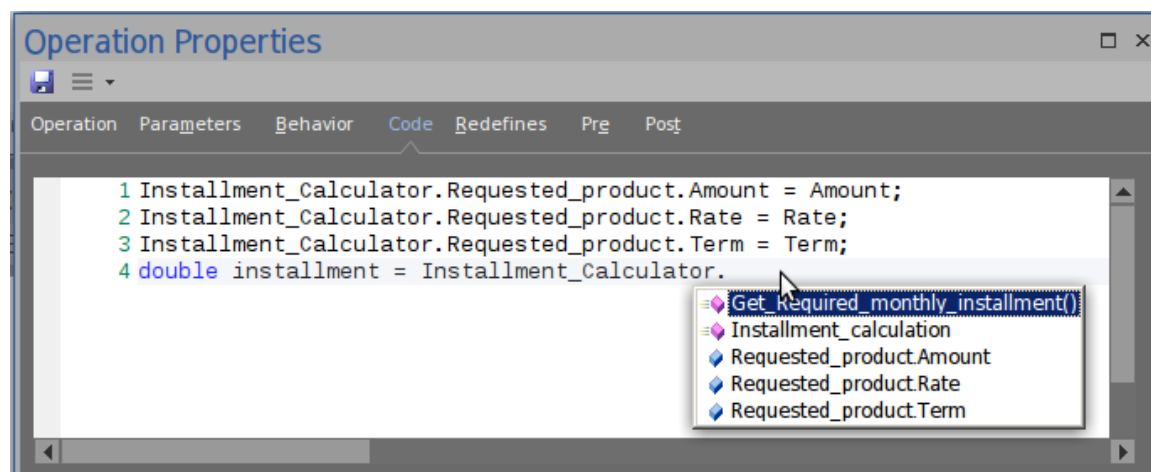 Operation Properties
Operation Parameters Behavior Code Redefines Pre Post
1 Installment_Calculator.Requested_product.Amount = Amount;
2 Installment_Calculator.Requested_product.Rate = Rate;
3 Installment_Calculator.Requested_product.Term = Term;
4 double installment = Installment_Calculator.
Get_Required_monthly_installment()
Installment_calculation
Requested_product.Amount
Requested_product.Rate
Requested_product.Term